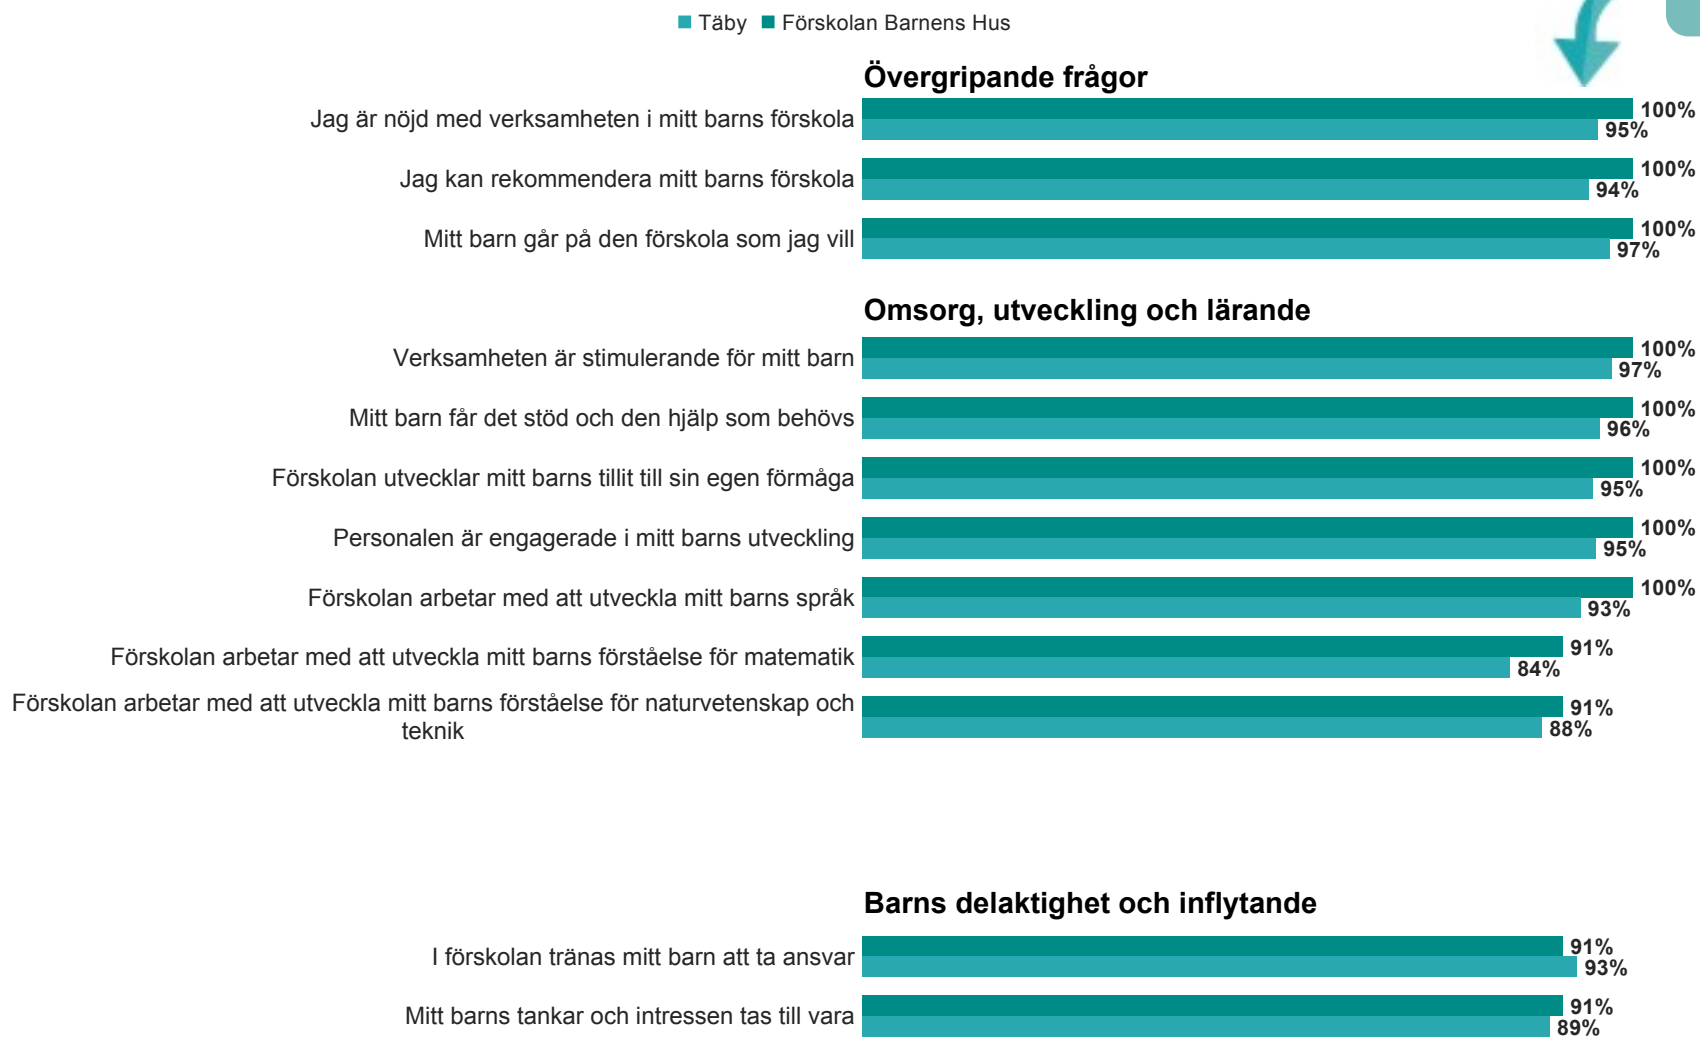 Täby Förskolan Barnens Hus
Övergripande frågor
Jag är nöjd med verksamheten i mitt barns förskola
100%
95%
Jag kan rekommendera mitt barns förskola
100%
94%
Mitt barn går på den förskola som jag vill
100%
97%
Omsorg, utveckling och lärande
Verksamheten är stimulerande för mitt barn
100%
97%
Mitt barn får det stöd och den hjälp som behövs
100%
96%
Förskolan utvecklar mitt barns tillit till sin egen förmåga
100%
95%
Personalen är engagerade i mitt barns utveckling
100%
95%
Förskolan arbetar med att utveckla mitt barns språk
100%
93%
Förskolan arbetar med att utveckla mitt barns förståelse för matematik
91%
84%
Förskolan arbetar med att utveckla mitt barns förståelse för naturvetenskap och
teknik
91%
88%
Barns delaktighet och inflytande
I förskolan tränas mitt barn att ta ansvar
91%
93%
Mitt barns tankar och intressen tas till vara
91%
89%